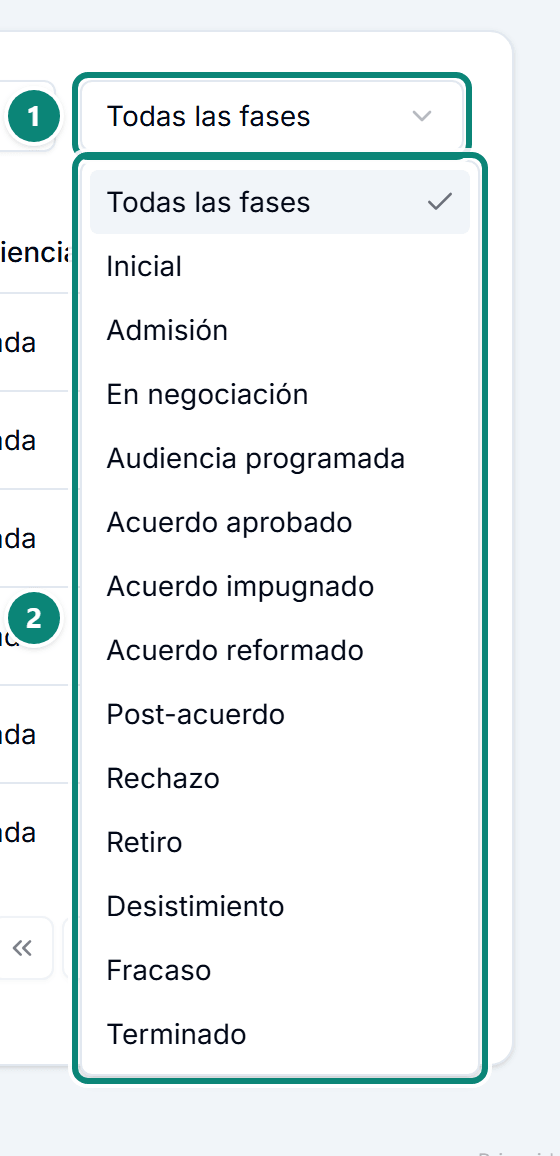 1
Todas las fases
Todas las fases
Inicial
Admisión
En negociación
Audiencia programada
Acuerdo aprobado
Acuerdo impugnado
Acuerdo reformado
Post-acuerdo
Rechazo
Retiro
Desistimiento
Fracaso
Terminado
2